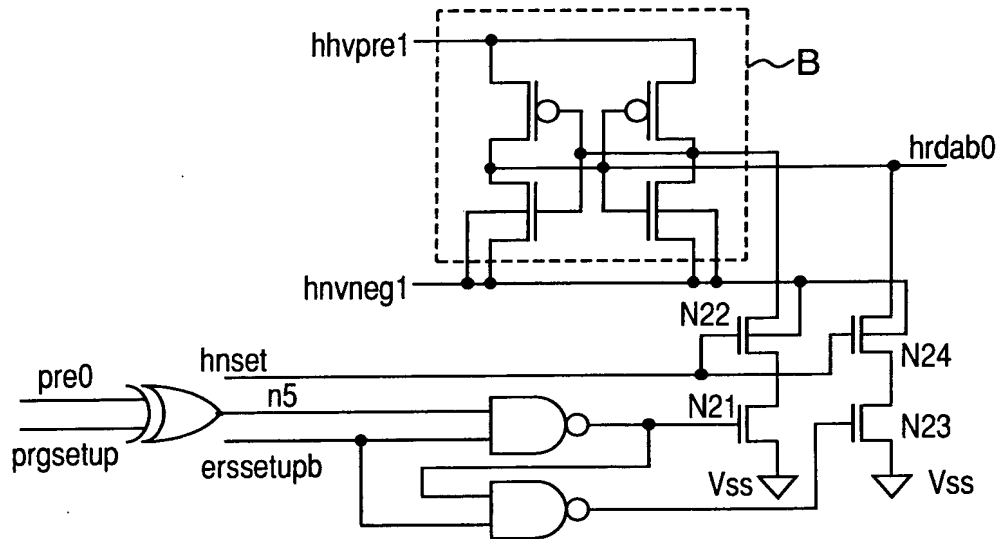 hhvpre1
B
hrdab0
hnvneg1
N22
hnset
N24
pre0
n5
N21
N23
prgsetup
erssetupb
Vss
Vss